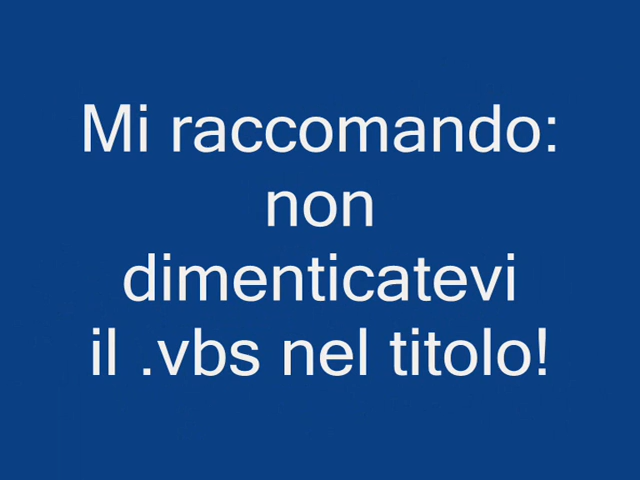 Mi raccomando:
non
dimenticatevi
il .vbs nel titolo!